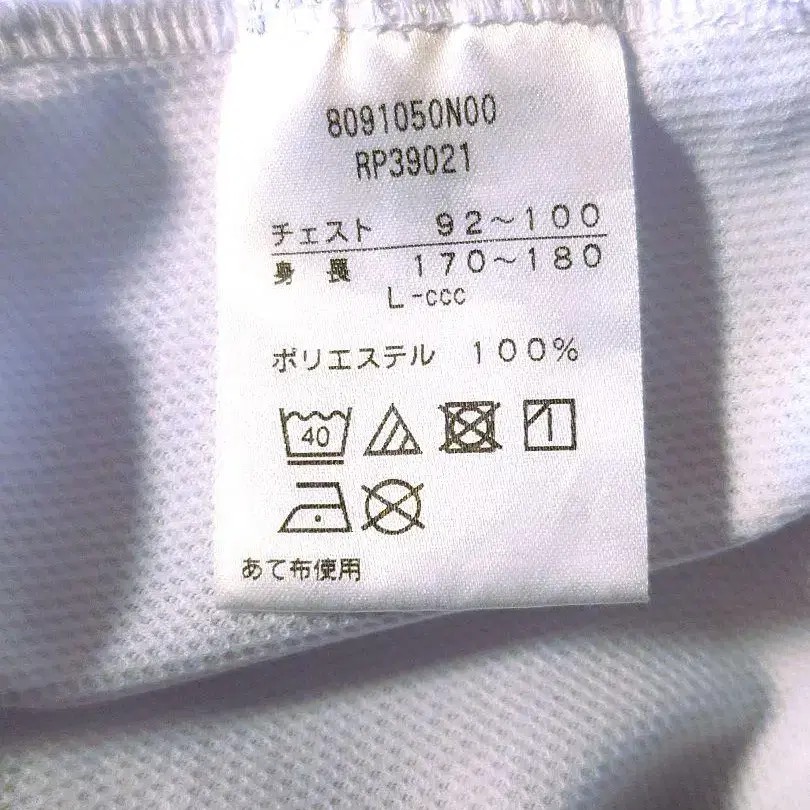 8091050N00
RP39021
チェスト 92～100
身長 170～180
L-ccc
ポリエステル 100%
40
あて布使用